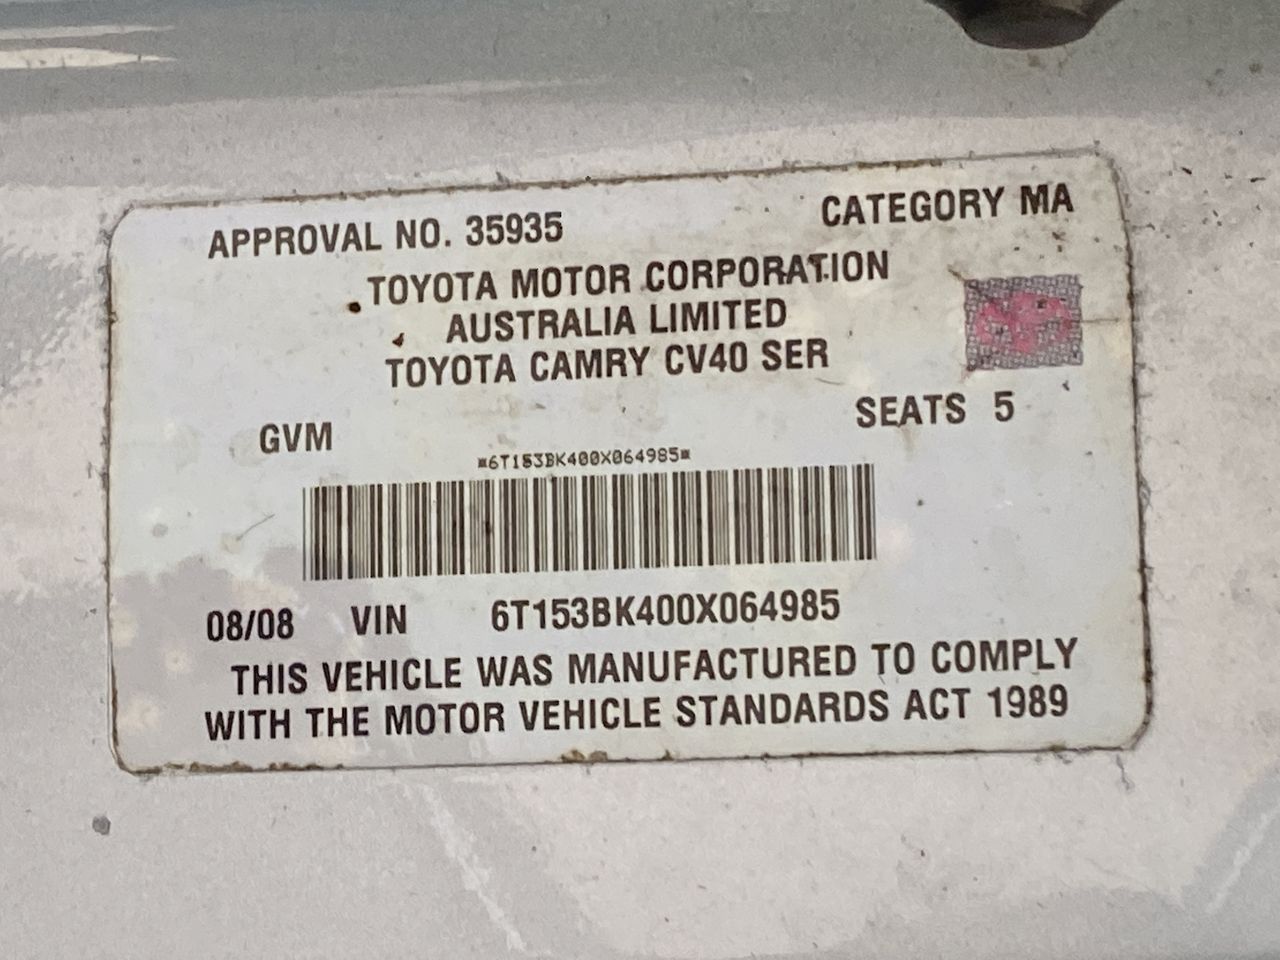 APPROVAL NO. 35935 CATEGORY MA
TOYOTA MOTOR CORPORATION
AUSTRALIA LIMITED
TOYOTA CAMRY CV40 SER
GVM SEATS 5
*6T153BK400X064985*
08/08 VIN 6T153BK400X064985
THIS VEHICLE WAS MANUFACTURED TO COMPLY
WITH THE MOTOR VEHICLE STANDARDS ACT 1989